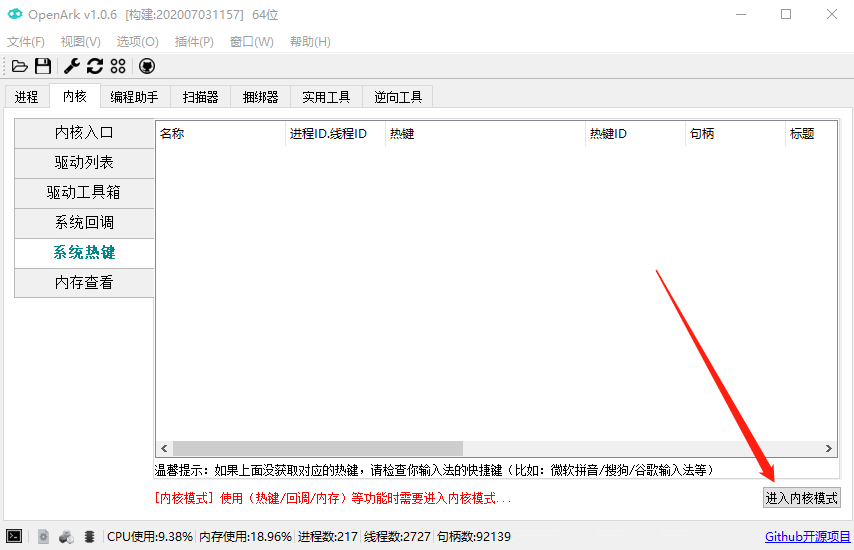 OpenArk v1.0.6 [构建:202007031157] 64位
文件(F) 视图(V) 选项(O) 插件(P) 窗口(W) 帮助(H)
进程 内核 编程助手 扫描器 捆绑器 实用工具 逆向工具
内核入口
驱动列表
驱动工具箱
系统回调
系统热键
内存查看
名称 进程ID.线程ID 热键 热键ID 句柄 标题
温馨提示：如果上面没获取对应的热键，请检查你输入法的快捷键（比如：微软拼音/搜狗/谷歌输入法等）
[内核模式] 使用（热键/回调/内存）等功能时需要进入内核模式...
进入内核模式
CPU使用:9.38% 内存使用:18.96% 进程数:217 线程数:2727 句柄数:92139
Github开源项目